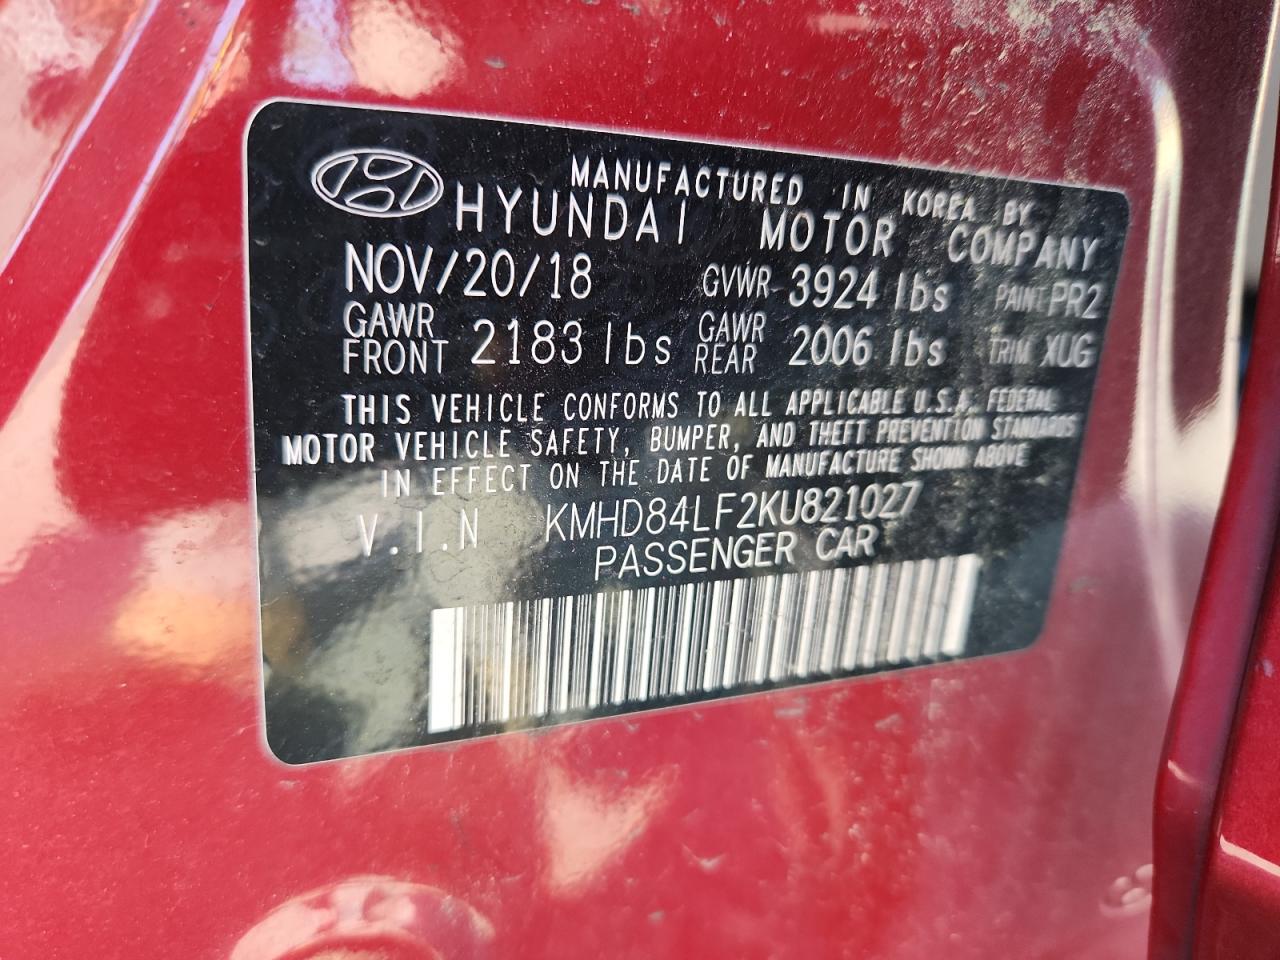 MANUFACTURED IN KOREA BY
HYUNDAI MOTOR COMPANY
NOV/20/18 GVWR 3924 lbs PAINT PR2
GAWR FRONT 2183 lbs GAWR REAR 2006 lbs TRIM XUG
THIS VEHICLE CONFORMS TO ALL APPLICABLE U.S.A. FEDERAL
MOTOR VEHICLE SAFETY, BUMPER, AND THEFT PREVENTION STANDARDS
IN EFFECT ON THE DATE OF MANUFACTURE SHOWN ABOVE
V.I.N KMHD84LF2KU821027
PASSENGER CAR